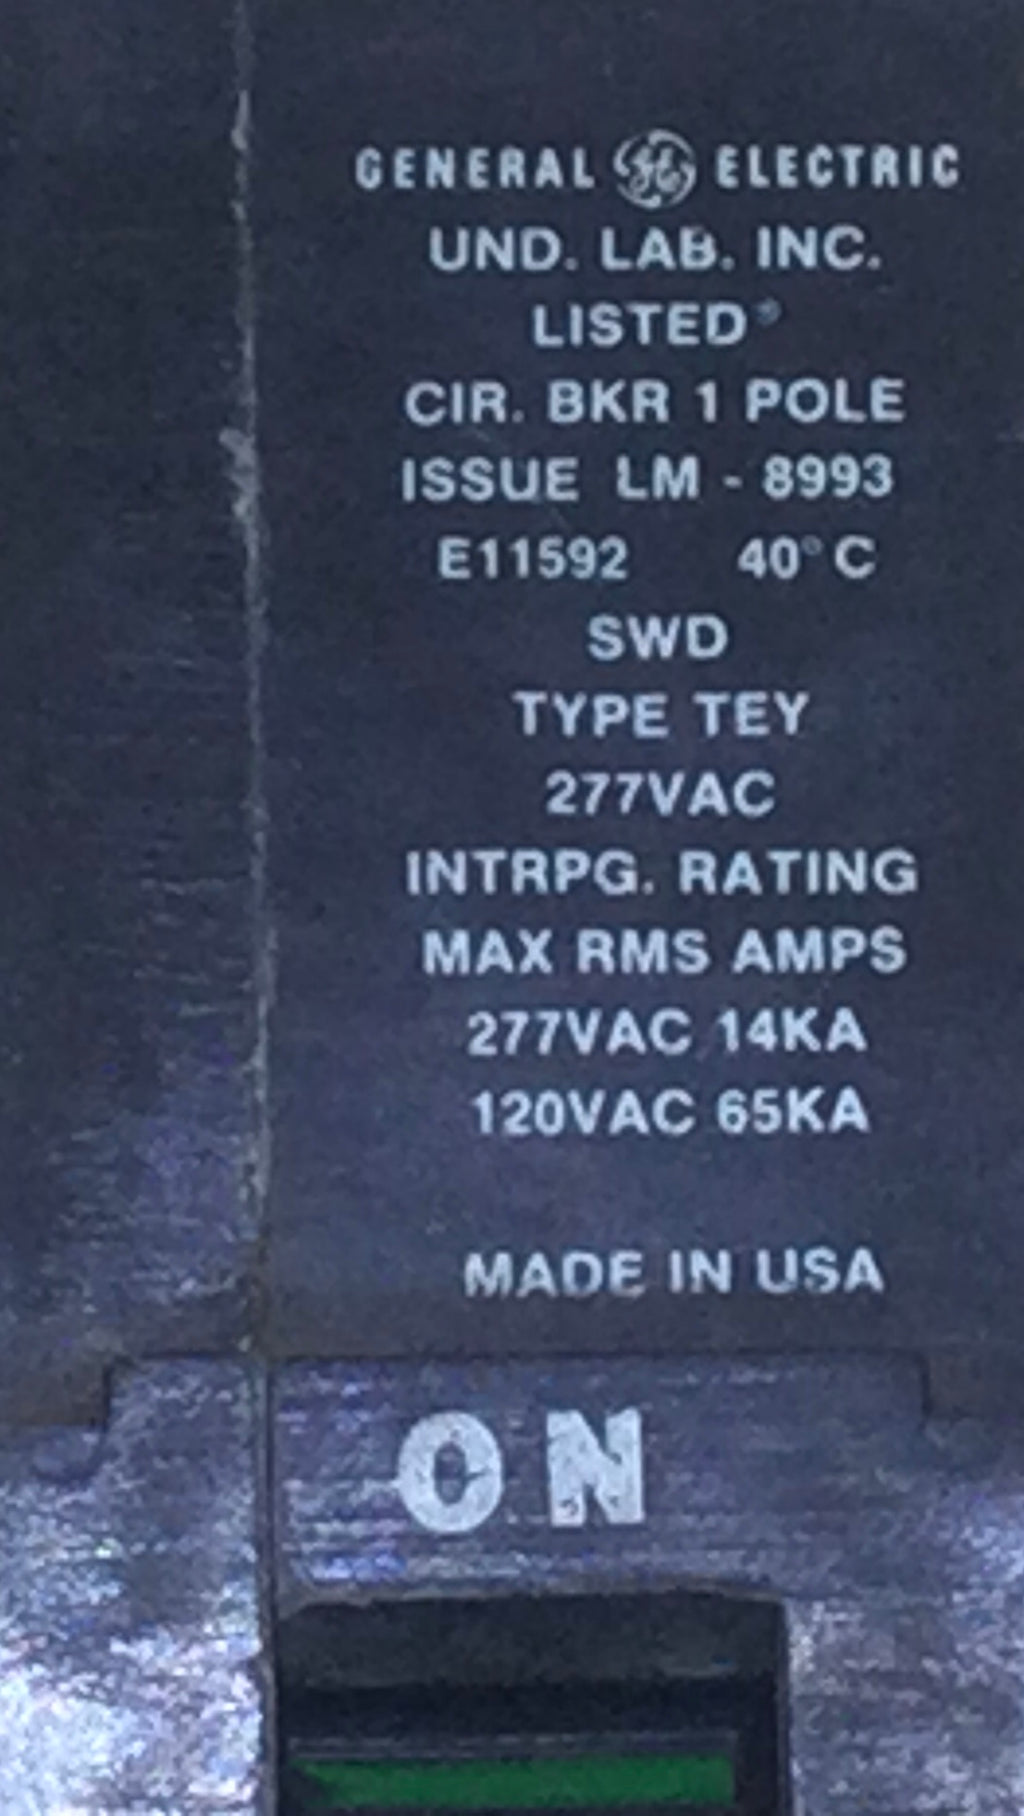 GENERAL GE ELECTRIC
UND. LAB. INC.
LISTED®
CIR. BKR 1 POLE
ISSUE LM - 8993
E11592 40° C
SWD
TYPE TEY
277VAC
INTRPG. RATING
MAX RMS AMPS
277VAC 14KA
120VAC 65KA
MADE IN USA
ON